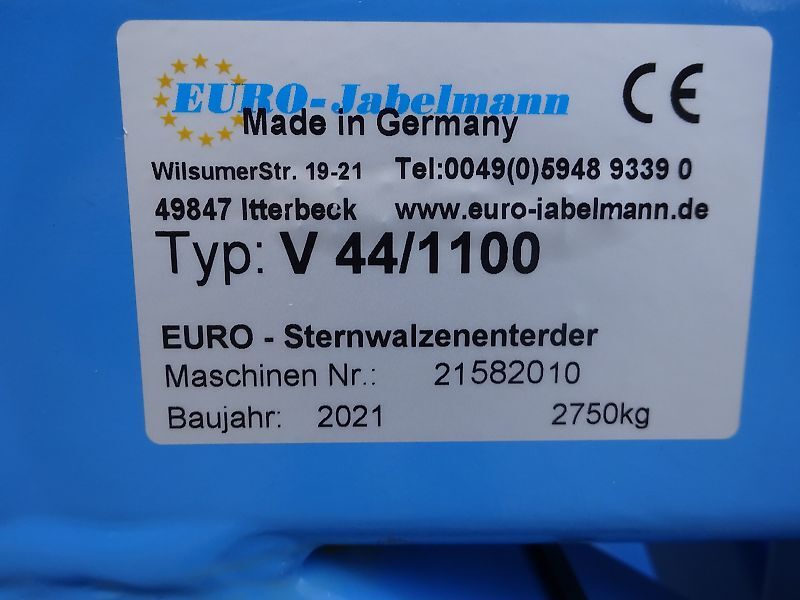 EURO-Jabelmann
CE
Made in Germany
WilsumerStr. 19-21 Tel:0049(0)5948 9339 0
49847 Itterbeck www.euro-jabelmann.de
Typ: V 44/1100
EURO - Sternwalzenenterder
Maschinen Nr.: 21582010
Baujahr: 2021 2750kg